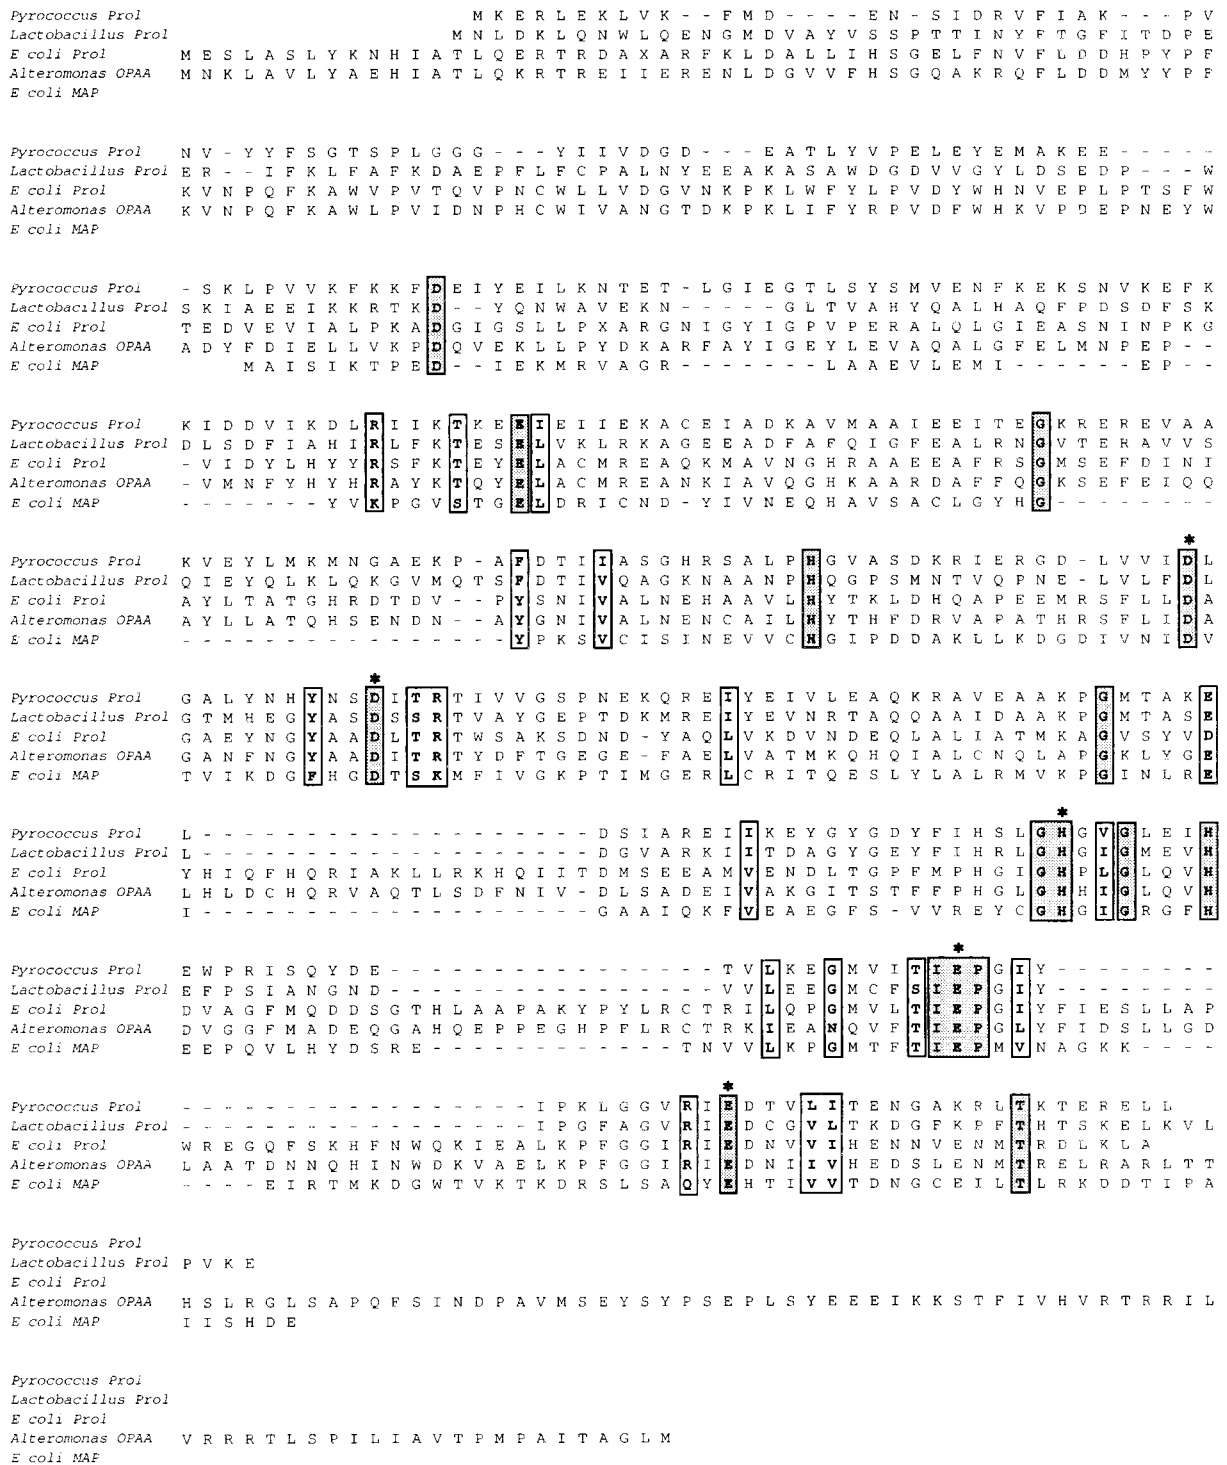 Pyrococcus Prol M K E R L E K L V K - - F M D - - - - E N - S I D R V F I A K - - - P V
Lactobacillus Prol M N L D K L Q N W L Q E N G M D V A Y V S S P T T I N Y F T G F I T D P E
E coli Prol M E S L A S L Y K N H I A T L Q E R T R D A X A R F K L D A L L I H S G E L F N V F L D D H P Y P F
Alteromonas OPAA M N K L A V L Y A E H I A T L Q K R T R E I I E R E N L D G V V F H S G Q A K R Q F L D D M Y Y P F
E coli MAP
Pyrococcus Prol N V - Y Y F S G T S P L G G G - - - Y I I V D G D - - - E A T L Y V P E L E Y E M A K E E - - - - -
Lactobacillus Prol E R - - I F K L F A F K D A E P F L F C P A L N Y E E A K A S A W D G D V V G Y L D S E D P - - - W
E coli Prol K V N P Q F K A W V P V T Q V P N C W L L V D G V N K P K L W F Y L P V D Y W H N V E P L P T S F W
Alteromonas OPAA K V N P Q F K A W L P V I D N P H C W I V A N G T D K P K L I F Y R P V D F W H K V P D E P N E Y W
E coli MAP
Pyrococcus Prol - S K L P V V K F K K F D E I Y E I L K N T E T - L G I E G T L S Y S M V E N F K E K S N V K E F K
Lactobacillus Prol S K I A E E I K K R T K D - - Y Q N W A V E K N - - - - G L T V A H Y Q A L H A Q F P D S D F S K
E coli Prol T E D V E V I A L P K A D G I G S L L P X A R G N I G Y I G P V P E R A L Q L G I E A S N I N P K G
Alteromonas OPAA A D Y F D I E L L V K P D Q V E K L L P Y D K A R F A Y I G E Y L E V A Q A L G F E L M N P E P - -
E coli MAP M A I S I K T P E D - - I E K M R V A G R - - - - - - - L A A E V L E M I - - - - - - E P - -
Pyrococcus Prol K I D D V I K D L R I I K T K E E E I E I I E K A C E I A D K A V M A A I E E I T E G K R E R E V A A
Lactobacillus Prol D L S D F I A H I R L F K T E S E L V K L R K A G E E A D F A F Q I G F E A L R N G V T E R A V V S
E coli Prol - V I D Y L H Y Y R S F K T E Y E L A C M R E A Q K M A V N G H R A A E E A F R S G M S E F D I N I
Alteromonas OPAA - V M N F Y H Y H R A Y K T Q Y E L A C M R E A N K I A V Q G H K A A R D A F F Q G K S E F E I Q Q
E coli MAP - - - - - - - Y V K P G V S T G E L D R I C N D - Y I V N E Q H A V S A C L G Y H G - - - - - - - -
*
Pyrococcus Prol K V E Y L M K M N G A E K P - A F D T I I A S G H R S A L P H G V A S D K R I E R G D - L V V I D L
Lactobacillus Prol Q I E Y Q L K L Q K G V M Q T S F D T I V Q A G K N A A N P H Q G P S M N T V Q P N E - L V L F D L
E coli Prol A Y L T A T G H R D T D V - - P Y S N I V A L N E H A A V L H Y T K L D H Q A P E E M R S F L L D A
Alteromonas OPAA A Y L L A T Q H S E N D N - - A Y G N I V A L N E N C A I L H Y T H F D R V A P A T H R S F L I D A
E coli MAP - - - - - - - - - - - - - - - - Y P K S V C I S I N E V V C H G I P D D A K L L K D G D I V N I D V
*
Pyrococcus Prol G A L Y N H Y N S D I T R T I V V G S P N E K Q R E I Y E I V L E A Q K R A V E A A K P G M T A K E
Lactobacillus Prol G T M H E G Y A S D S S R T V A Y G E P T D K M R E I Y E V N R T A Q Q A A I D A A K P G M T A S E
E coli Prol G A E Y N G Y A A D L T R T W S A K S D N D - Y A Q L V K D V N D E Q L A L I A T M K A G V S Y V D
Alteromonas OPAA G A N F N G Y A A D I T R T Y D F T G E G E - F A E L V A T M K Q H Q I A L C N Q L A P G K L Y G E
E coli MAP T V I K D G F H G D T S K M F I V G K P T I M G E R L C R I T Q E S L Y L A L R M V K P G I N L R E
*
Pyrococcus Prol L - - - - - - - - - - - - - - - - - - - D S I A R E I I K E Y G Y G D Y F I H S L G H G V G L E I H
Lactobacillus Prol L - - - - - - - - - - - - - - - - - - - D G V A R K I I T D A G Y G E Y F I H R L G H G I G M E V H
E coli Prol Y H I Q F H Q R I A K L L R K H Q I I T D M S E E A M V E N D L T G P F M P H G I G H P L G L Q V H
Alteromonas OPAA L H L D C H Q R V A Q T L S D F N I V - D L S A D E I V A K G I T S T F F P H G L G H H I G L Q V H
E coli MAP I - - - - - - - - - - - - - - - - - - - G A A I Q K F V E A E G F S - V V R E Y C G H G I G R G F H
*
Pyrococcus Prol E W P R I S Q Y D E - - - - - - - - - - - - - - - - T V L K E G M V I T I E P G I Y - - - - - - -
Lactobacillus Prol E F P S I A N G N D - - - - - - - - - - - - - - - - V V L E E G M C F S I E P G I Y - - - - - - -
E coli Prol D V A G F M Q D D S G T H L A A P A K Y P Y L R C T R I L Q P G M V L T I E P G I Y F I E S L L A P
Alteromonas OPAA D V G G F M A D E Q G A H Q E P P E G H P F L R C T R K I E A N Q V F T I E P G L Y F I D S L L G D
E coli MAP E E P Q V L H Y D S R E - - - - - - - - - - - - T N V V L K P G M T F T I E P M V N A G K K - - - -
*
Pyrococcus Prol - - - - - - - - - - - - - - - - - I P K L G G V R I E D T V L I T E N G A K R L T K T E R E L L
Lactobacillus Prol - - - - - - - - - - - - - - - - - I P G F A G V R I E D C G V L T K D G F K P F T H T S K E L K V L
E coli Prol W R E G Q F S K H F N W Q K I E A L K P F G G I R I E D N V V I H E N N V E N M T R D L K L A
Alteromonas OPAA L A A T D N N Q H I N W D K V A E L K P F G G I R I E D N I I V H E D S L E N M T R E L R A R L T T
E coli MAP - - - - E I R T M K D G W T V K T K D R S L S A Q Y E H T I V V T D N G C E I L T L R K D D T I P A
Pyrococcus Prol
Lactobacillus Prol P V K E
E coli Prol
Alteromonas OPAA H S L R G L S A P Q F S I N D P A V M S E Y S Y P S E P L S Y E E E I K K S T F I V H V R T R R I L
E coli MAP I I S H D E
Pyrococcus Prol
Lactobacillus Prol
E coli Prol
Alteromonas OPAA V R R R T L S P I L I A V T P M P A I T A G L M
E coli MAP